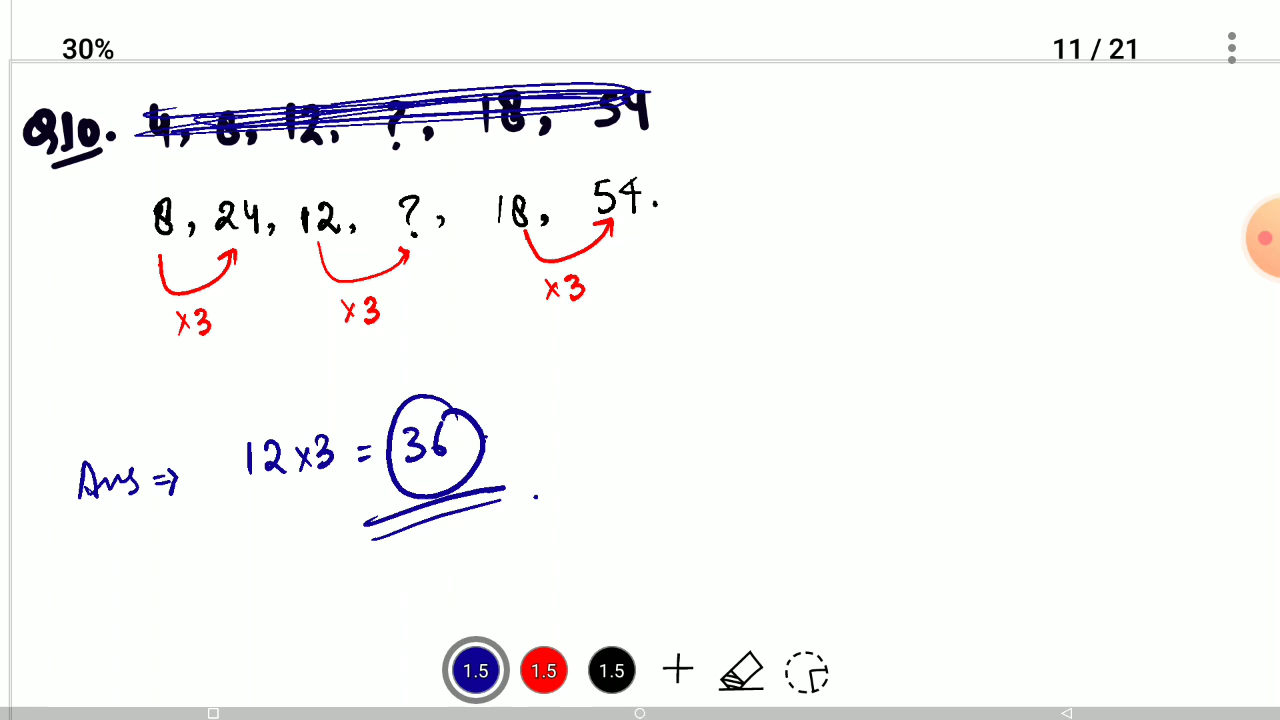 30% 11 / 21
Q10. 4, 8, 12, ?, 18, 54
8, 24, 12, ?, 18, 54.
×3 ×3 ×3
Ans ⇒ 12 ×3 = 36
1.5 1.5 1.5